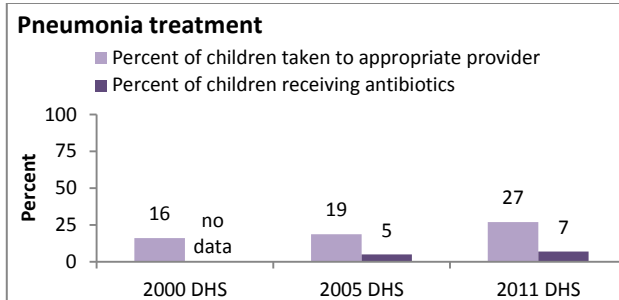 Pneumonia treatment
Percent of children taken to appropriate provider
Percent of children receiving antibiotics
Percent
100
75
50
25
0
16
no
data
19
5
27
7
2000 DHS
2005 DHS
2011 DHS